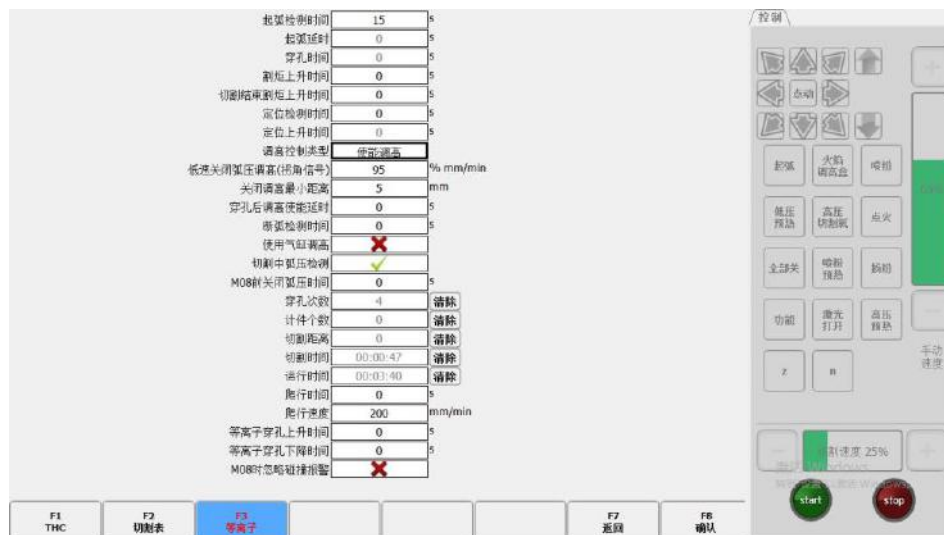 起弧检测时间 15 s
起弧延时 0 s
穿孔时间 0 s
割炬上升时间 0 s
切割结束割炬上升时间 0 s
定位检测时间 0 s
定位上升时间 0 s
调高控制类型 使能调高
低速关闭弧压调高(拐角信号) 95 % mm/min
关闭调高最小距离 5 mm
穿孔后调高使能延时 0 s
断弧检测时间 0 s
使用气缸调高
切割中弧压检测
M08前关闭弧压时间 0 s
穿孔次数 4 清除
计件个数 0 清除
切割距离 0 清除
切割时间 00:00:47 清除
运行时间 00:03:40 清除
爬行时间 0 s
爬行速度 200 mm/min
等离子穿孔上升时间 0 s
等离子穿孔下降时间 0 s
M08时忽略碰撞报警
控制
点动
起弧 火焰调高盒 喷粉
低压预热 高压切割氧 点火
全部关 喷粉预热
功能 激光打开 高压预热
z n
手动速度
切割速度 25%
start stop
F1 F2 F3 F7 F8
THC 切割表 等离子 返回 确认